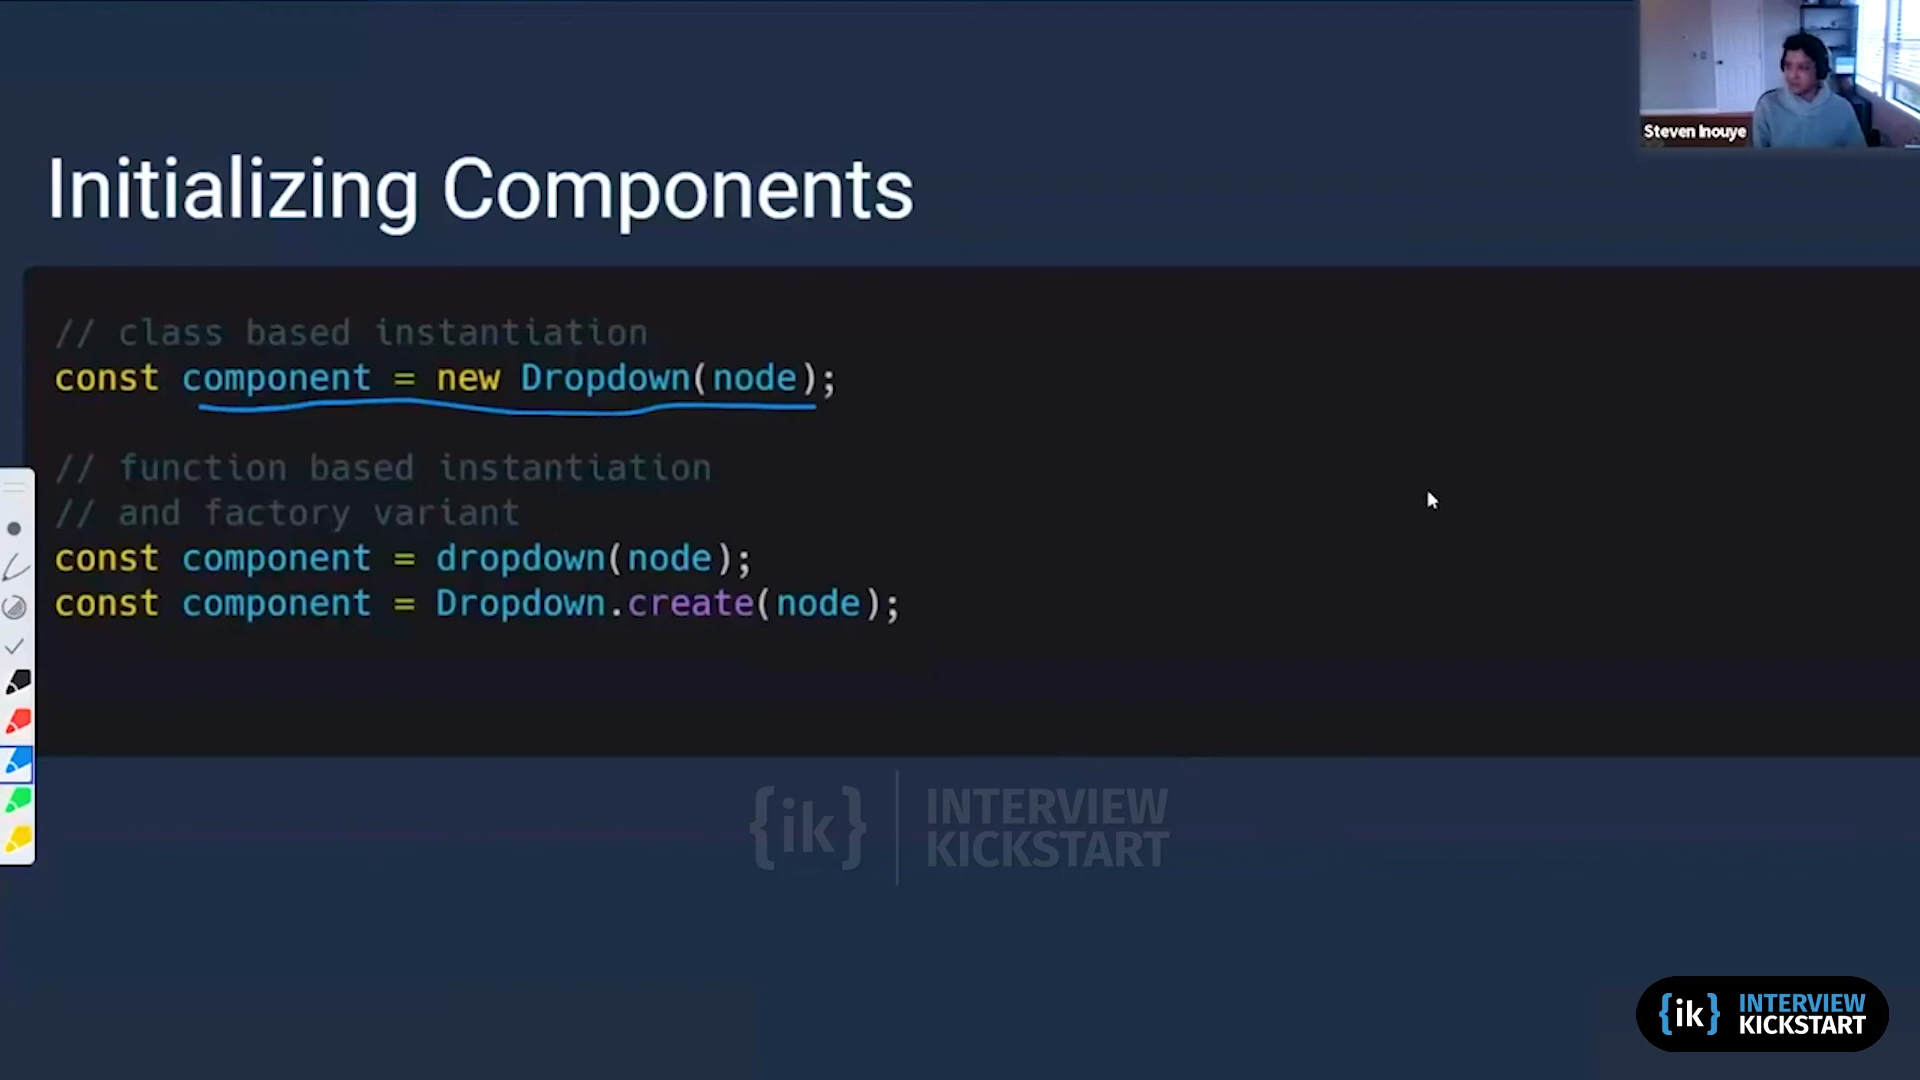 Steven Inouye
Initializing Components
// class based instantiation
const component = new Dropdown(node);
// function based instantiation
// and factory variant
const component = dropdown(node);
const component = Dropdown.create(node);
{ik} INTERVIEW
KICKSTART
{ik} INTERVIEW
KICKSTART